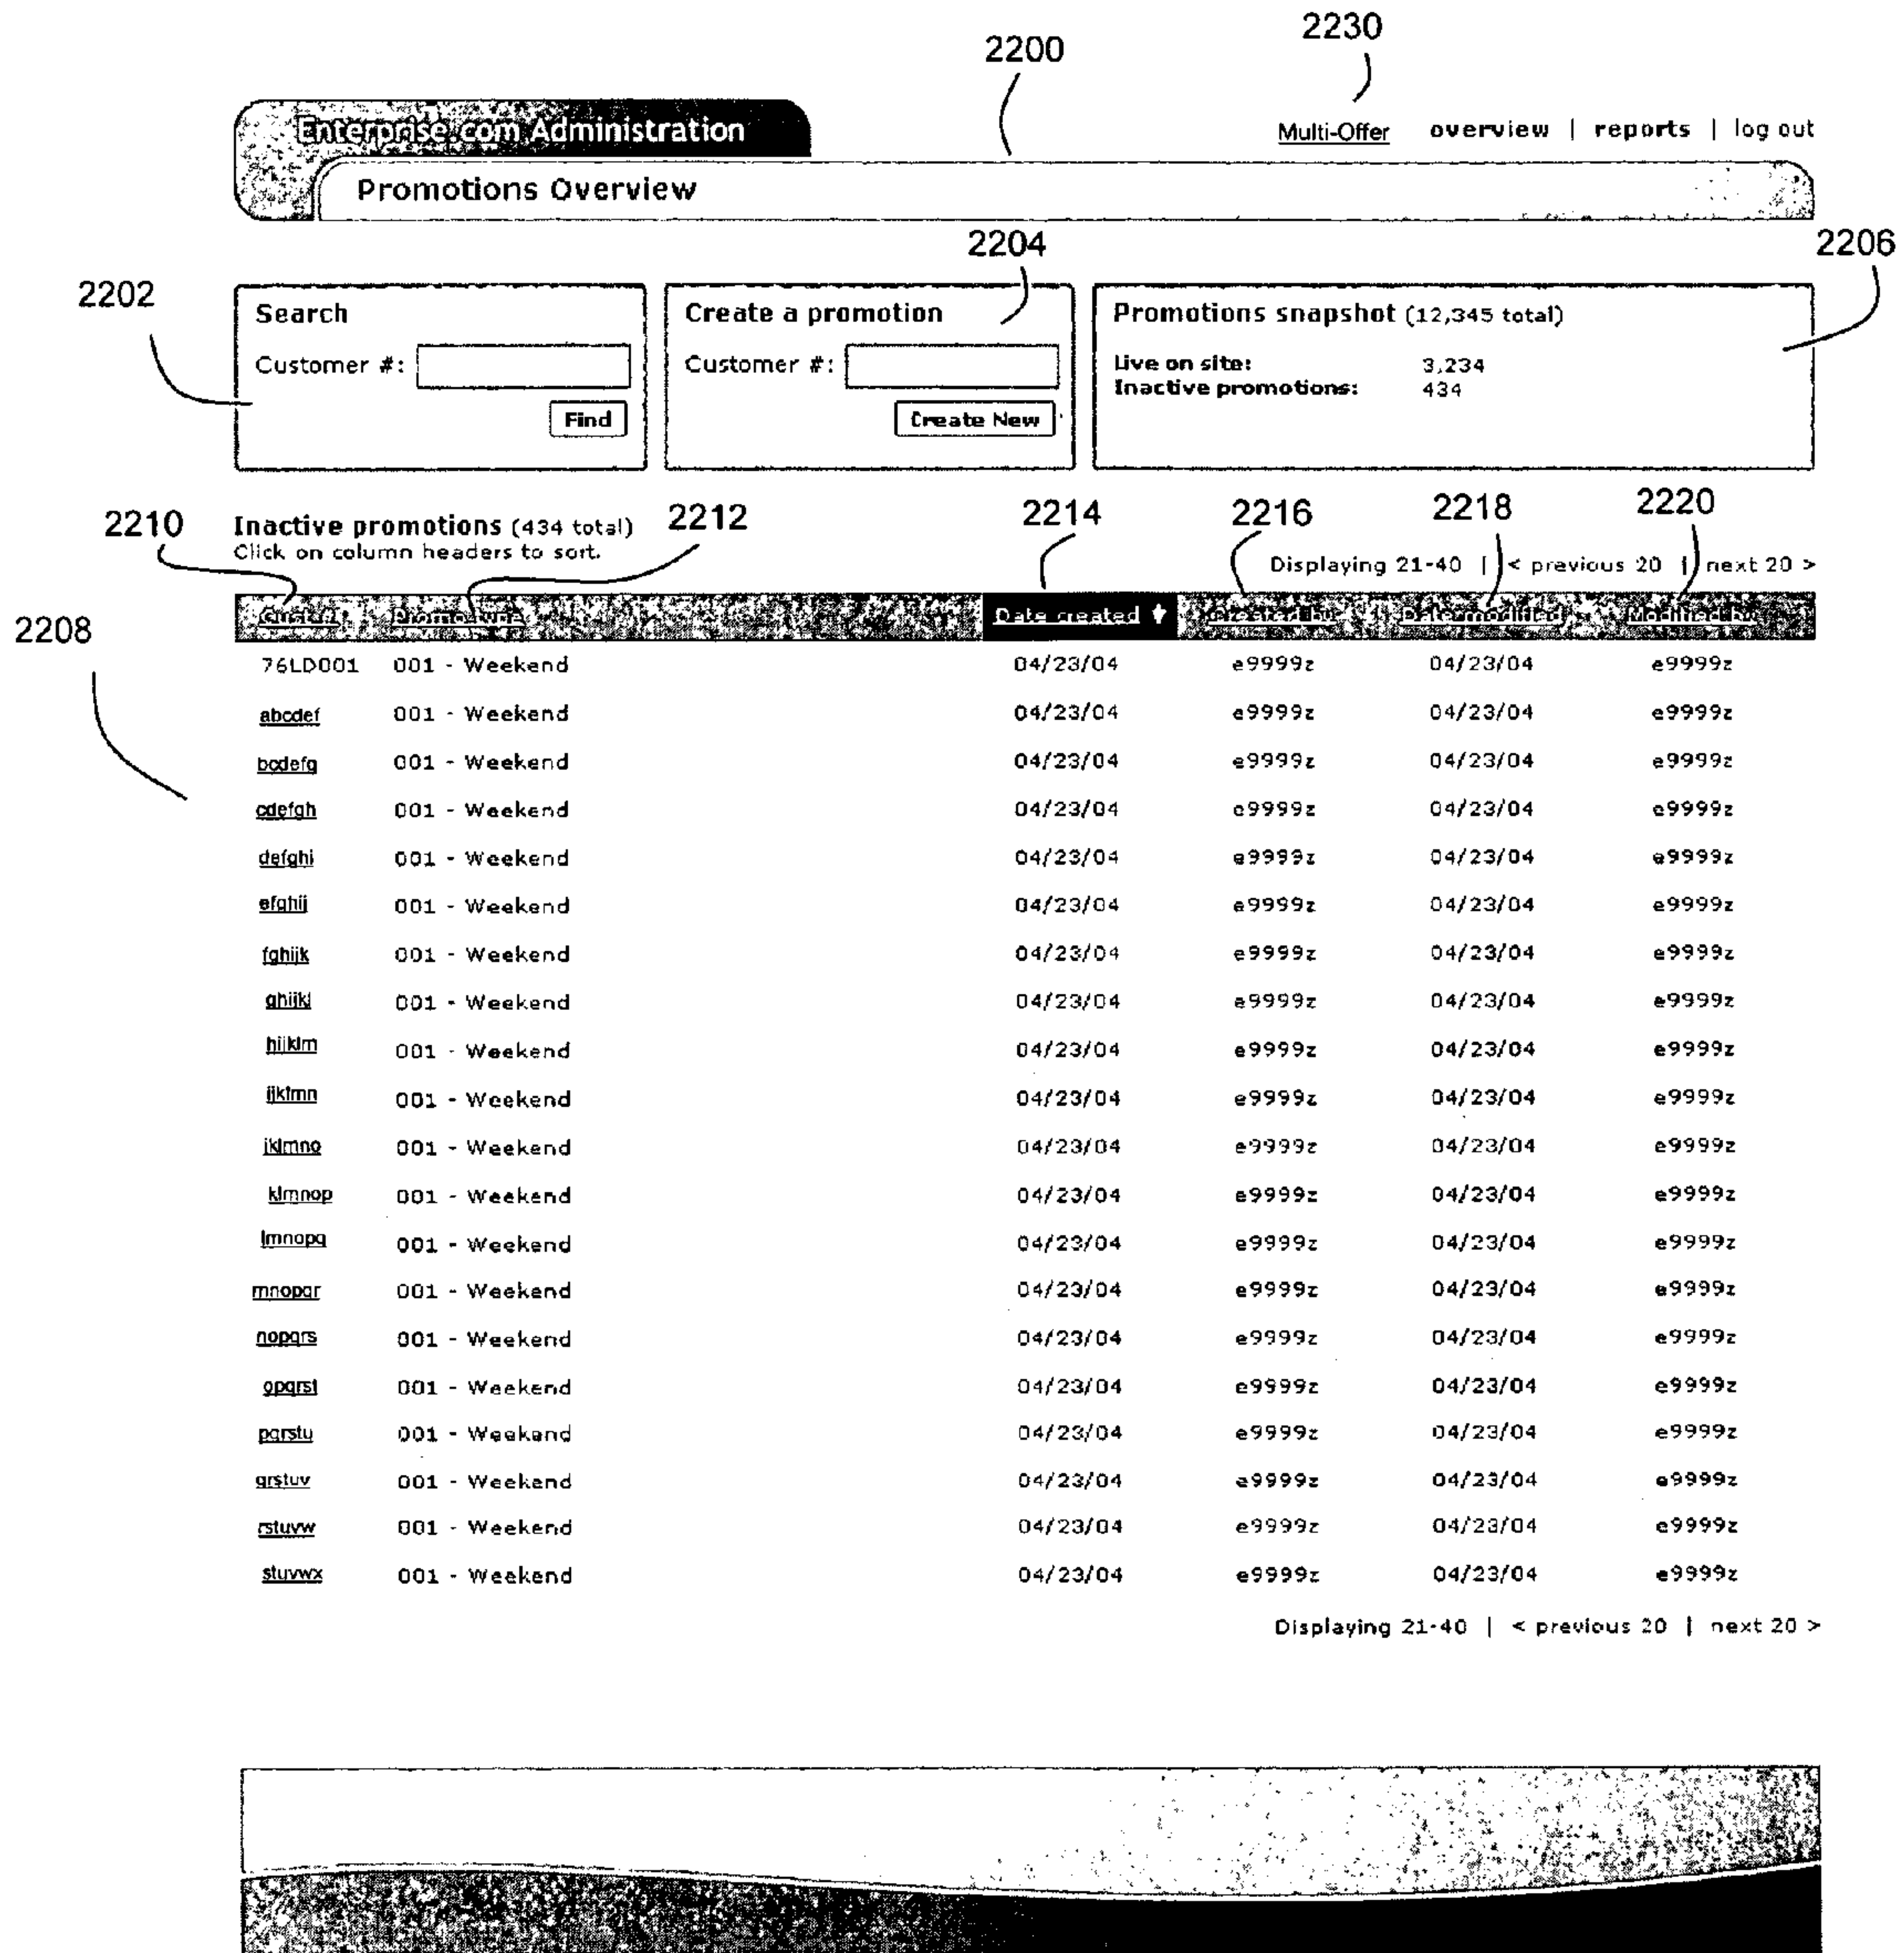 2230
2200
Enterprise.com Administration
Multi-Offer overview | reports | log out
Promotions Overview
2204
2206
2202
Search
Customer #:
Find
Create a promotion
Customer #:
Create New
Promotions snapshot (12,345 total)
Live on site: 3,234
Inactive promotions: 434
2210
Inactive promotions (434 total)
2212
2214
2216
2218
2220
Click on column headers to sort.
Displaying 21-40 | < previous 20 | next 20 >
2208
Cust # Promo type Date created Created by Date modified Modified by
76LD001 001 - Weekend 04/23/04 e9999z 04/23/04 e9999z
abcdef 001 - Weekend 04/23/04 e9999z 04/23/04 e9999z
bcdefg 001 - Weekend 04/23/04 e9999z 04/23/04 e9999z
cdefgh 001 - Weekend 04/23/04 e9999z 04/23/04 e9999z
defghi 001 - Weekend 04/23/04 e9999z 04/23/04 e9999z
efghij 001 - Weekend 04/23/04 e9999z 04/23/04 e9999z
fghijk 001 - Weekend 04/23/04 e9999z 04/23/04 e9999z
ghijkl 001 - Weekend 04/23/04 e9999z 04/23/04 e9999z
hijklm 001 - Weekend 04/23/04 e9999z 04/23/04 e9999z
ijklmn 001 - Weekend 04/23/04 e9999z 04/23/04 e9999z
jklmno 001 - Weekend 04/23/04 e9999z 04/23/04 e9999z
klmnop 001 - Weekend 04/23/04 e9999z 04/23/04 e9999z
lmnopq 001 - Weekend 04/23/04 e9999z 04/23/04 e9999z
mnopqr 001 - Weekend 04/23/04 e9999z 04/23/04 e9999z
nopqrs 001 - Weekend 04/23/04 e9999z 04/23/04 e9999z
opqrst 001 - Weekend 04/23/04 e9999z 04/23/04 e9999z
pqrstu 001 - Weekend 04/23/04 e9999z 04/23/04 e9999z
qrstuv 001 - Weekend 04/23/04 e9999z 04/23/04 e9999z
rstuvw 001 - Weekend 04/23/04 e9999z 04/23/04 e9999z
stuvwx 001 - Weekend 04/23/04 e9999z 04/23/04 e9999z
Displaying 21-40 | < previous 20 | next 20 >